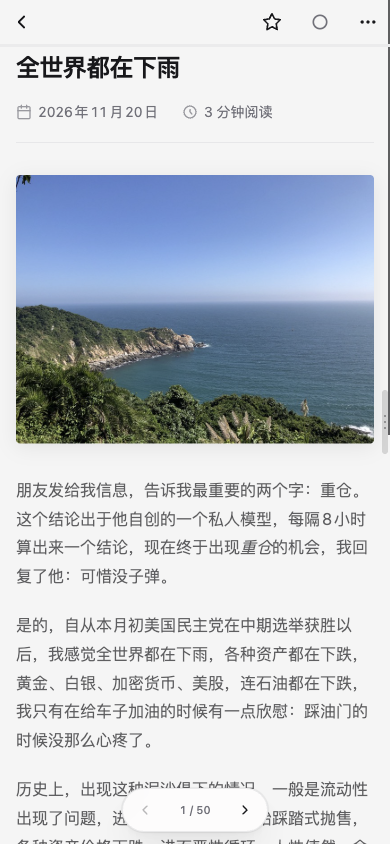 全世界都在下雨
2026年11月20日 3 分钟阅读
朋友发给我信息，告诉我最重要的两个字：重仓。
这个结论出于他自创的一个私人模型，每隔8小时
算出来一个结论，现在终于出现重仓的机会，我回
复了他：可惜没子弹。
是的，自从本月初美国民主党在中期选举获胜以
后，我感觉全世界都在下雨，各种资产都在下跌，
黄金、白银、加密货币、美股，连石油都在下跌，
我只有在给车子加油的时候有一点欣慰：踩油门的
时候没那么心疼了。
历史上，出现这种泥沙俱下的情况，一般是流动性
出现了问题，进 踩踏式抛售，
1 / 50